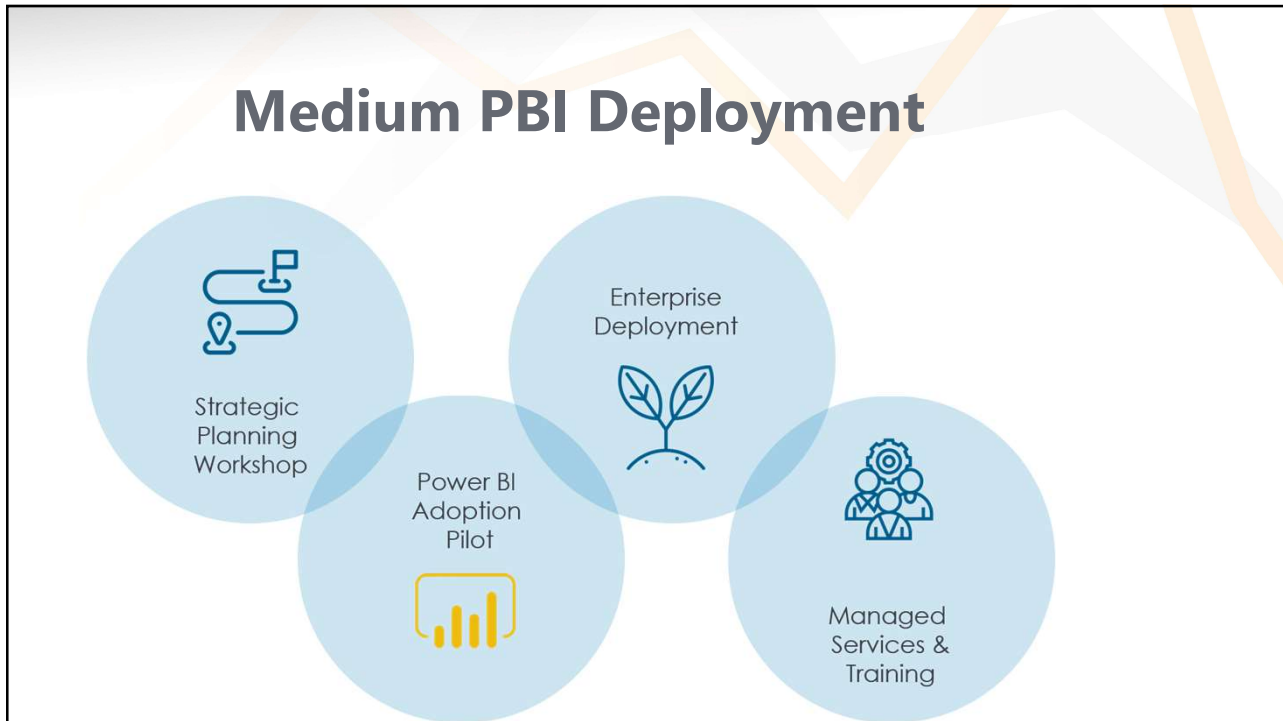 Medium PBI Deployment
Strategic
Planning
Workshop
Power BI
Adoption
Pilot
Enterprise
Deployment
Managed
Services &
Training